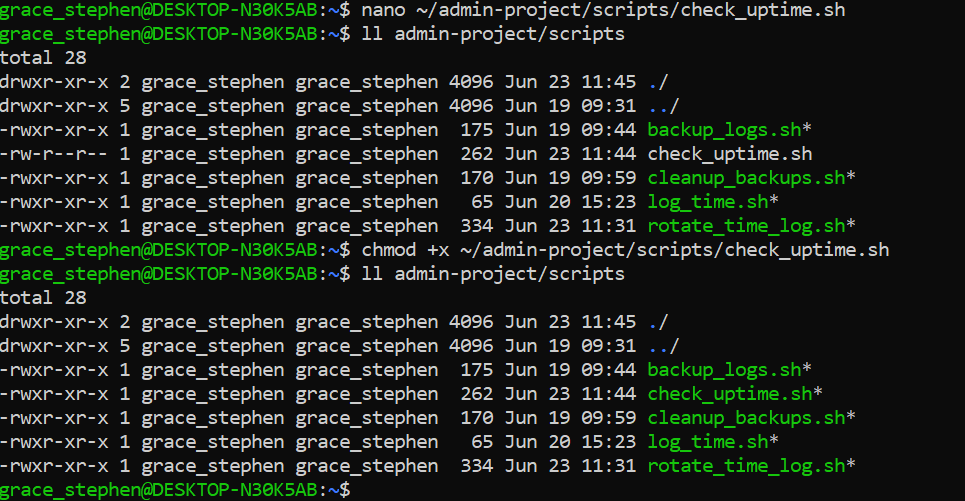 grace_stephen@DESKTOP-N30K5AB:~$ nano ~/admin-project/scripts/check_uptime.sh
grace_stephen@DESKTOP-N30K5AB:~$ ll admin-project/scripts
total 28
drwxr-xr-x 2 grace_stephen grace_stephen 4096 Jun 23 11:45 ./
drwxr-xr-x 5 grace_stephen grace_stephen 4096 Jun 19 09:31 ../
-rwxr-xr-x 1 grace_stephen grace_stephen  175 Jun 19 09:44 backup_logs.sh*
-rw-r--r-- 1 grace_stephen grace_stephen  262 Jun 23 11:44 check_uptime.sh
-rwxr-xr-x 1 grace_stephen grace_stephen  170 Jun 19 09:59 cleanup_backups.sh*
-rwxr-xr-x 1 grace_stephen grace_stephen   65 Jun 20 15:23 log_time.sh*
-rwxr-xr-x 1 grace_stephen grace_stephen  334 Jun 23 11:31 rotate_time_log.sh*
grace_stephen@DESKTOP-N30K5AB:~$ chmod +x ~/admin-project/scripts/check_uptime.sh
grace_stephen@DESKTOP-N30K5AB:~$ ll admin-project/scripts
total 28
drwxr-xr-x 2 grace_stephen grace_stephen 4096 Jun 23 11:45 ./
drwxr-xr-x 5 grace_stephen grace_stephen 4096 Jun 19 09:31 ../
-rwxr-xr-x 1 grace_stephen grace_stephen  175 Jun 19 09:44 backup_logs.sh*
-rwxr-xr-x 1 grace_stephen grace_stephen  262 Jun 23 11:44 check_uptime.sh*
-rwxr-xr-x 1 grace_stephen grace_stephen  170 Jun 19 09:59 cleanup_backups.sh*
-rwxr-xr-x 1 grace_stephen grace_stephen   65 Jun 20 15:23 log_time.sh*
-rwxr-xr-x 1 grace_stephen grace_stephen  334 Jun 23 11:31 rotate_time_log.sh*
grace_stephen@DESKTOP-N30K5AB:~$